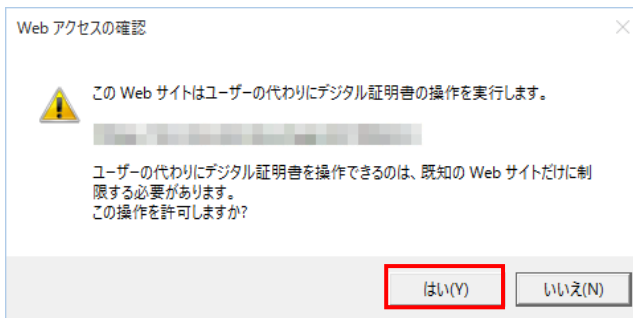 Web アクセスの確認
この Web サイトはユーザーの代わりにデジタル証明書の操作を実行します。
ユーザーの代わりにデジタル証明書を操作できるのは、既知の Web サイトだけに制
限する必要があります。
この操作を許可しますか?
はい(Y)
いいえ(N)